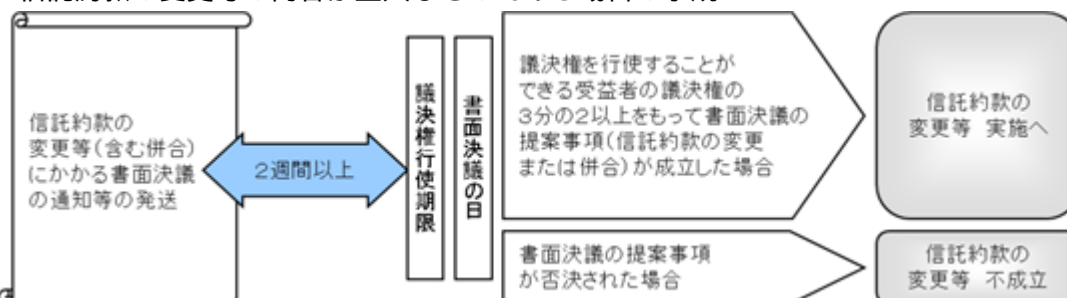 信託約款の
変更等(含む併合)
にかかる書面決議
の通知等の発送
2週間以上
議決権行使期限
書面決議の日
議決権を行使することが
できる受益者の議決権の
3分の2以上をもって書面決議の
提案事項(信託約款の変更
または併合)が成立した場合
信託約款の
変更等 実施へ
書面決議の提案事項
が否決された場合
信託約款の
変更等 不成立